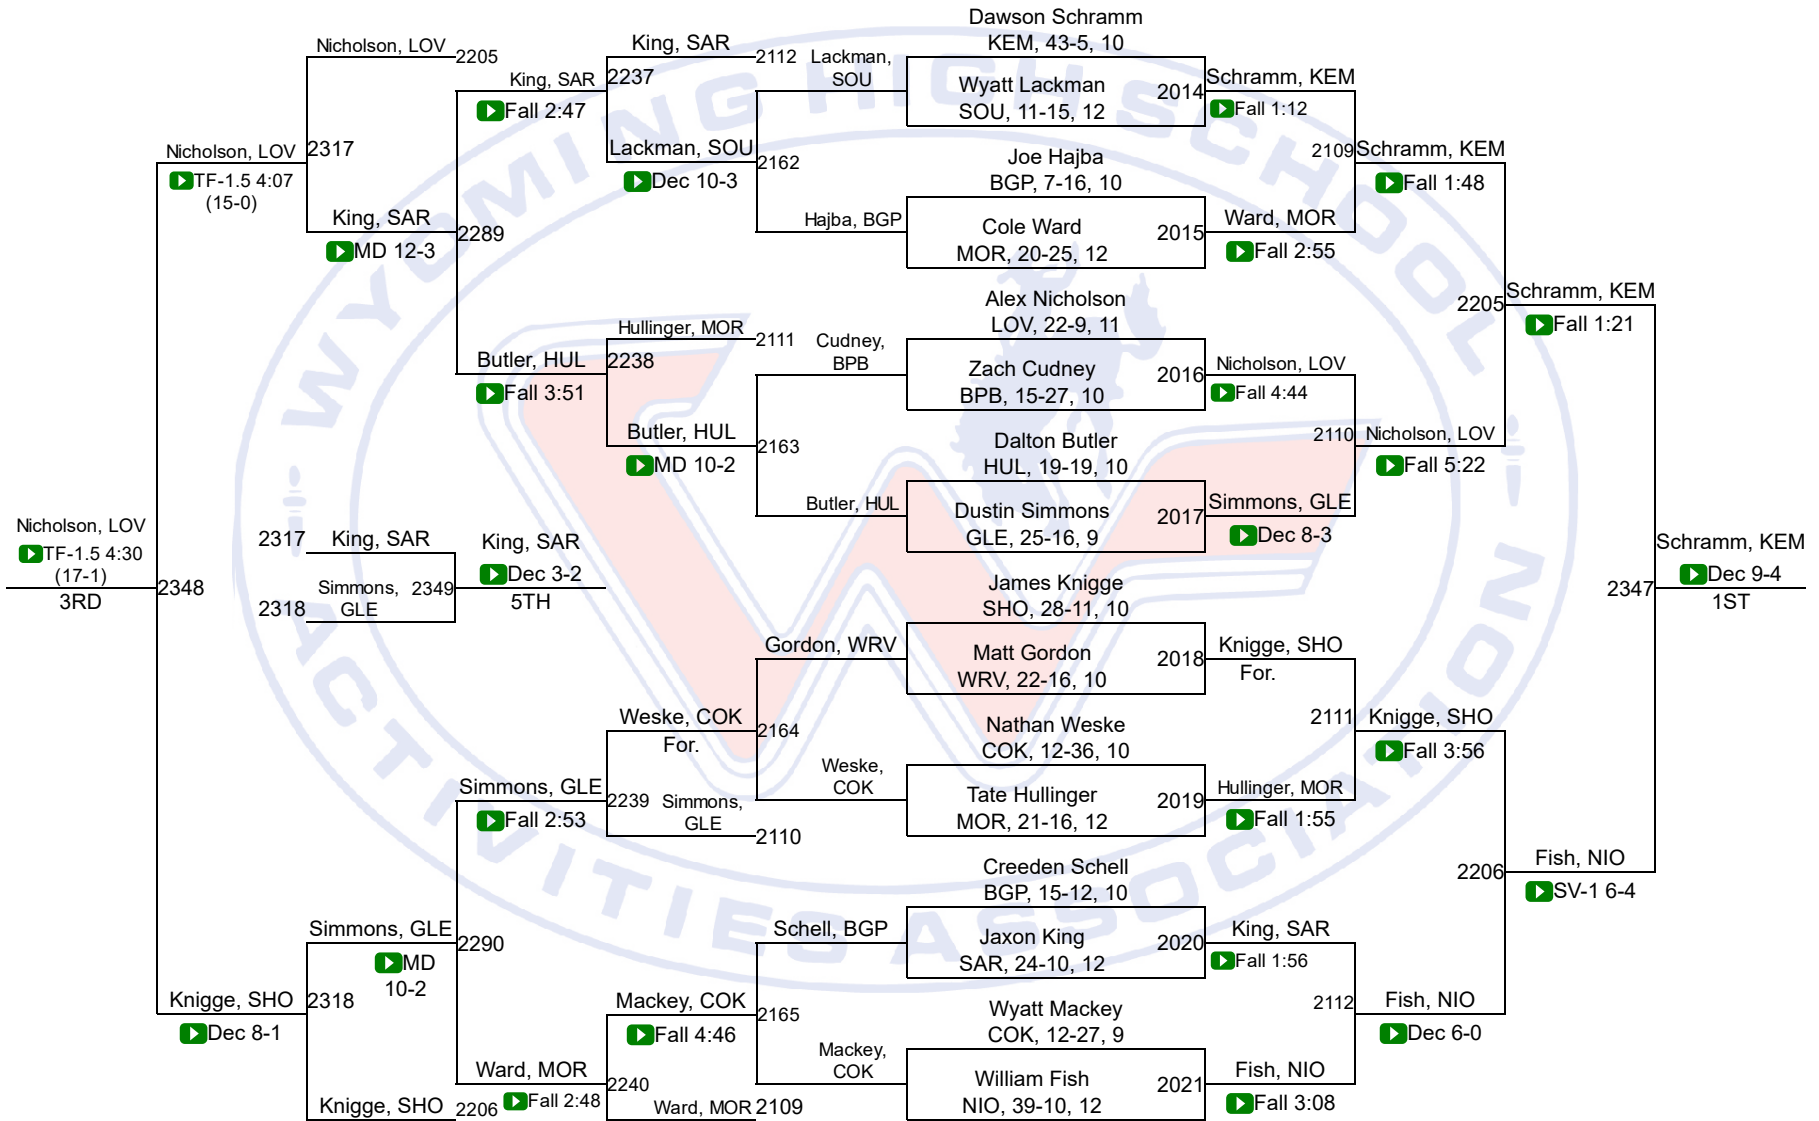 Dawson Schramm
KEM, 43-5, 10
Wyatt Lackman
SOU, 11-15, 12
2014
Joe Hajba
BGP, 7-16, 10
Cole Ward
MOR, 20-25, 12
2015
Alex Nicholson
LOV, 22-9, 11
Zach Cudney
BPB, 15-27, 10
2016
Dalton Butler
HUL, 19-19, 10
Dustin Simmons
GLE, 25-16, 9
2017
James Knigge
SHO, 28-11, 10
Matt Gordon
WRV, 22-16, 10
2018
Nathan Weske
COK, 12-36, 10
Tate Hullinger
MOR, 21-16, 12
2019
Creeden Schell
BGP, 15-12, 10
Jaxon King
SAR, 24-10, 12
2020
Wyatt Mackey
COK, 12-27, 9
William Fish
NIO, 39-10, 12
2021
Schramm, KEM
Fall 1:12
Ward, MOR
Fall 2:55
Nicholson, LOV
Fall 4:44
Simmons, GLE
Dec 8-3
Knigge, SHO
For.
Hullinger, MOR
Fall 1:55
King, SAR
Fall 1:56
Fish, NIO
Fall 3:08
2109
Schramm, KEM
Fall 1:48
2110
Nicholson, LOV
Fall 5:22
2111
Knigge, SHO
Fall 3:56
2112
Fish, NIO
Dec 6-0
2205
Schramm, KEM
Fall 1:21
2206
Fish, NIO
SV-1 6-4
2347
Schramm, KEM
Dec 9-4
1ST
Lackman,
SOU
Hajba, BGP
Cudney,
BPB
Butler, HUL
Gordon, WRV
Weske,
COK
Schell, BGP
Mackey,
COK
King, SAR
2112
Lackman, SOU
2162
Dec 10-3
Hullinger, MOR
2111
Butler, HUL
2163
MD 10-2
Weske, COK
2164
For.
Simmons,
GLE
2110
Mackey, COK
2165
Fall 4:46
Ward, MOR
2109
King, SAR
2237
Fall 2:47
Butler, HUL
2238
Fall 3:51
Simmons, GLE
2239
Fall 2:53
Ward, MOR
2240
Fall 2:48
Nicholson, LOV
2205
King, SAR
2289
MD 12-3
Simmons, GLE
2290
MD
10-2
Knigge, SHO
2206
Nicholson, LOV
2317
TF-1.5 4:07
(15-0)
Knigge, SHO
2318
Dec 8-1
2317
King, SAR
2318
Simmons,
GLE
2349
King, SAR
Dec 3-2
5TH
Nicholson, LOV
TF-1.5 4:30
(17-1)
2348
3RD
WYOMING HIGH SCHOOL
ACTIVITIES ASSOCIATION